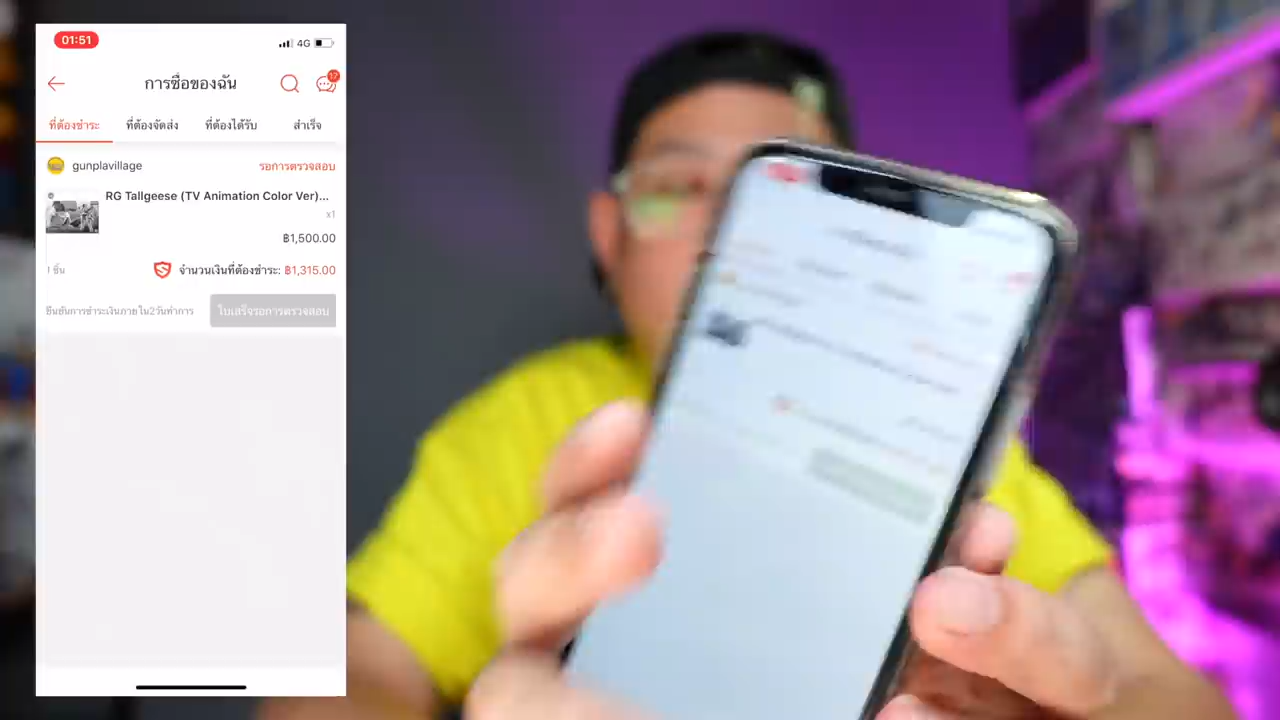 01:51
4G
การซื้อของฉัน
17
ที่ต้องชำระ ที่ต้องจัดส่ง ที่ต้องได้รับ สำเร็จ
gunplavillage รอการตรวจสอบ
RG Tallgeese (TV Animation Color Ver)...
x1
฿1,500.00
1 ชิ้น จำนวนเงินที่ต้องชำระ: ฿1,315.00
ยืนยันการชำระเงินภายใน2วันทำการ ใบเสร็จรอการตรวจสอบ